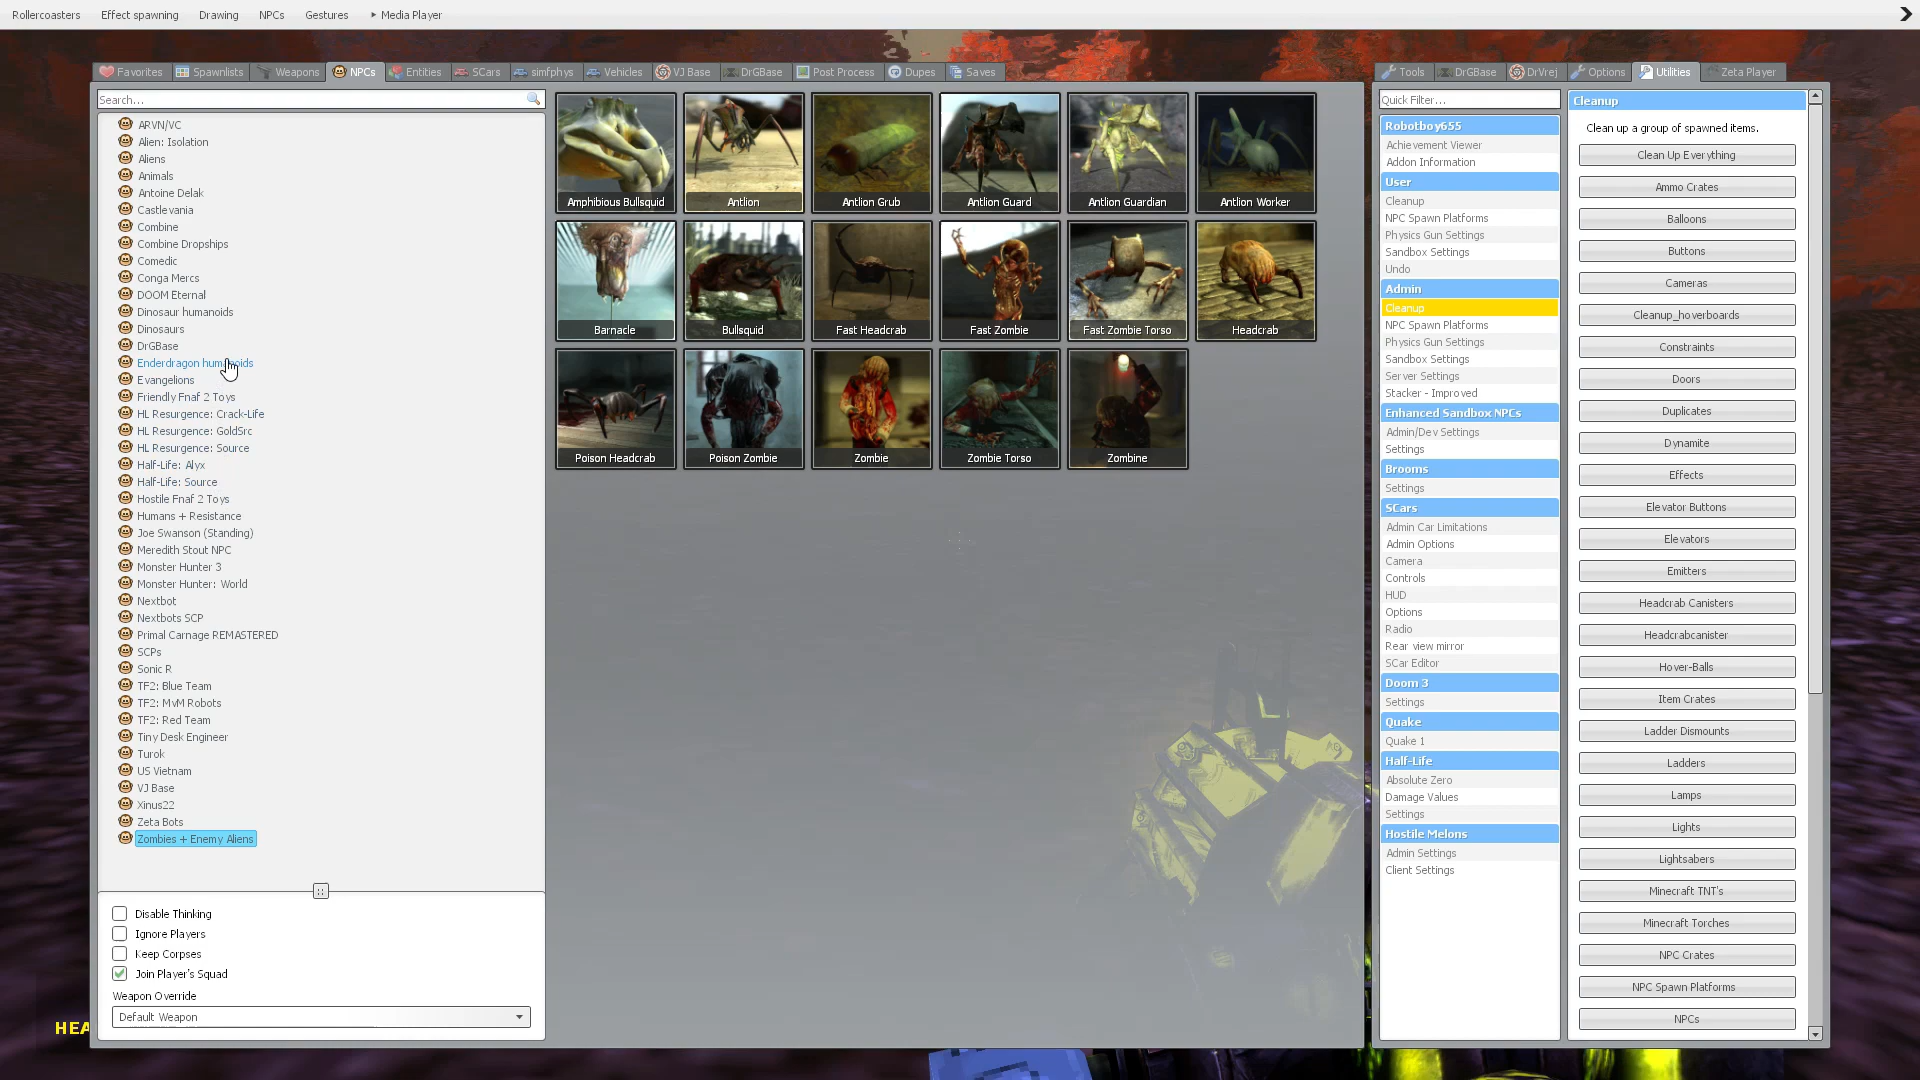 Rollercoasters Effect spawning Drawing NPCs Gestures Media Player
Favorites Spawnlists Weapons NPCs Entities SCars simfphys Vehicles VJ Base DrGBase Post Process Dupes Saves
Tools DrGBase DrVrej Options Utilities Zeta Player
Search...
ARVN/VC
Alien: Isolation
Aliens
Animals
Antoine Delak
Castlevania
Combine
Combine Dropships
Comedic
Conga Mercs
DOOM Eternal
Dinosaur humanoids
Dinosaurs
DrGBase
Enderdragon humanoids
Evangelions
Friendly Fnaf 2 Toys
HL Resurgence: Crack-Life
HL Resurgence: GoldSrc
HL Resurgence: Source
Half-Life: Alyx
Half-Life: Source
Hostile Fnaf 2 Toys
Humans + Resistance
Joe Swanson (Standing)
Meredith Stout NPC
Monster Hunter 3
Monster Hunter: World
Nextbot
Nextbots SCP
Primal Carnage REMASTERED
SCPs
Sonic R
TF2: Blue Team
TF2: MvM Robots
TF2: Red Team
Tiny Desk Engineer
Turok
US Vietnam
VJ Base
Xinus22
Zeta Bots
Zombies + Enemy Aliens
Disable Thinking
Ignore Players
Keep Corpses
Join Player's Squad
Weapon Override
Default Weapon
HEA
Amphibious Bullsquid Antlion Antlion Grub Antlion Guard Antlion Guardian Antlion Worker
Barnacle Bullsquid Fast Headcrab Fast Zombie Fast Zombie Torso Headcrab
Poison Headcrab Poison Zombie Zombie Zombie Torso Zombine
Quick Filter...
Robotboy655
Achievement Viewer
Addon Information
User
Cleanup
NPC Spawn Platforms
Physics Gun Settings
Sandbox Settings
Undo
Admin
Cleanup
NPC Spawn Platforms
Physics Gun Settings
Sandbox Settings
Server Settings
Stacker - Improved
Enhanced Sandbox NPCs
Admin/Dev Settings
Settings
Brooms
Settings
SCars
Admin Car Limitations
Admin Options
Camera
Controls
HUD
Options
Radio
Rear view mirror
SCar Editor
Doom 3
Settings
Quake
Quake 1
Half-Life
Absolute Zero
Damage Values
Settings
Hostile Melons
Admin Settings
Client Settings
Cleanup
Clean up a group of spawned items.
Clean Up Everything
Ammo Crates
Balloons
Buttons
Cameras
Cleanup_hoverboards
Constraints
Doors
Duplicates
Dynamite
Effects
Elevator Buttons
Elevators
Emitters
Headcrab Canisters
Headcrabcanister
Hover-Balls
Item Crates
Ladder Dismounts
Ladders
Lamps
Lights
Lightsabers
Minecraft TNT's
Minecraft Torches
NPC Crates
NPC Spawn Platforms
NPCs